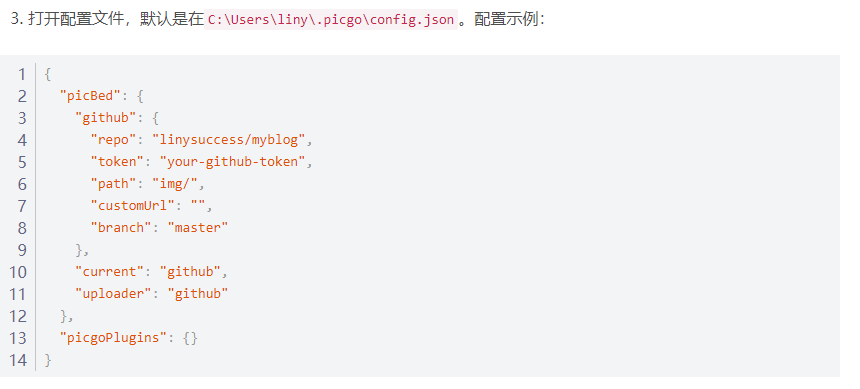 3. 打开配置文件，默认是在 C:\Users\liny\.picgo\config.json 。配置示例：
1 {
2   "picBed": {
3     "github": {
4       "repo": "linysuccess/myblog",
5       "token": "your-github-token",
6       "path": "img/",
7       "customUrl": "",
8       "branch": "master"
9     },
10     "current": "github",
11     "uploader": "github"
12   },
13   "picgoPlugins": {}
14 }